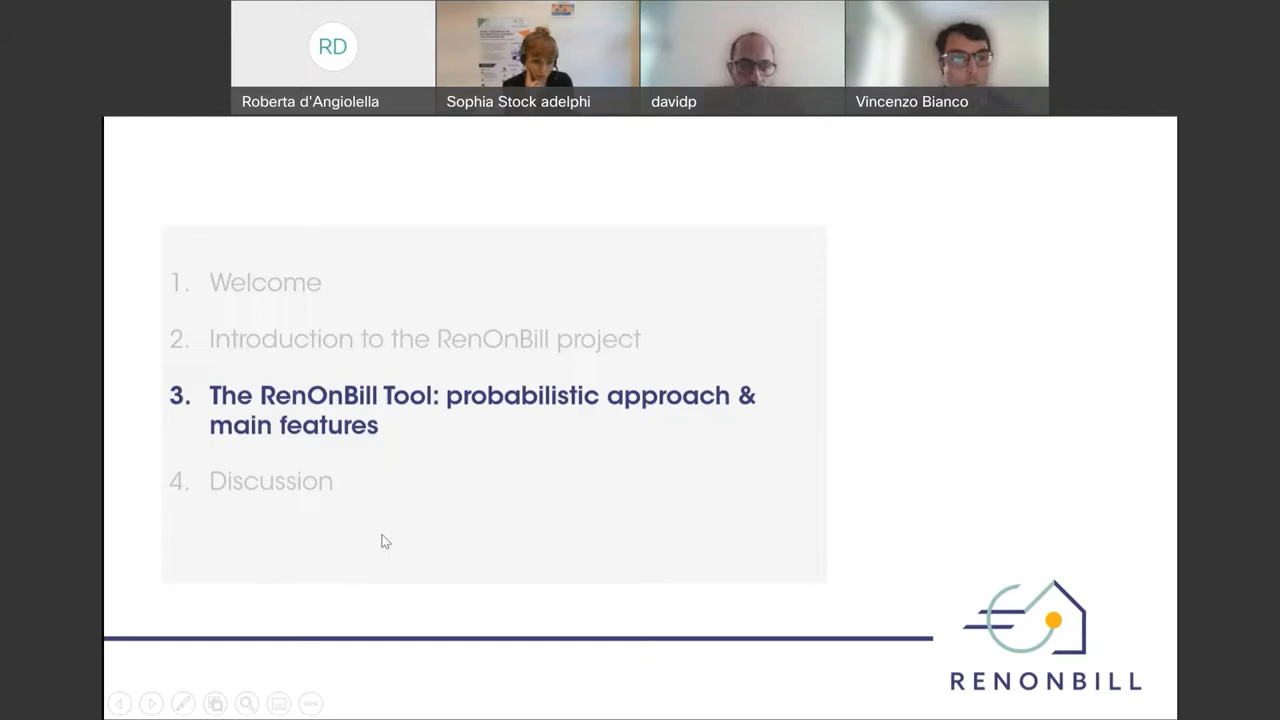 RD
Roberta d'Angiolella
Sophia Stock adelphi
davidp
Vincenzo Bianco
1. Welcome
2. Introduction to the RenOnBill project
3. The RenOnBill Tool: probabilistic approach &
main features
4. Discussion
RENONBILL